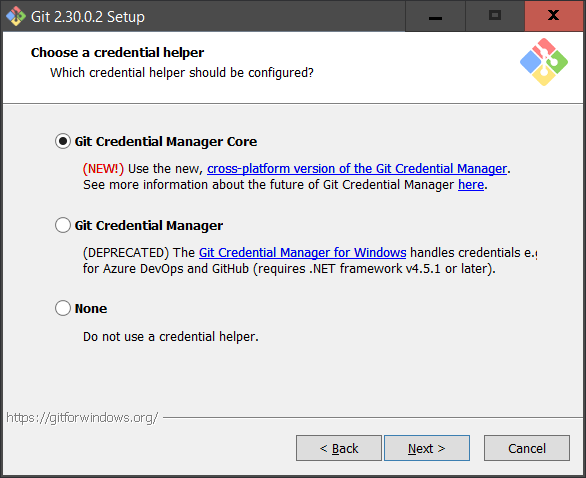 Git 2.30.0.2 Setup
Choose a credential helper
Which credential helper should be configured?
Git Credential Manager Core
(NEW!) Use the new, cross-platform version of the Git Credential Manager.
See more information about the future of Git Credential Manager here.
Git Credential Manager
(DEPRECATED) The Git Credential Manager for Windows handles credentials e.g
for Azure DevOps and GitHub (requires .NET framework v4.5.1 or later).
None
Do not use a credential helper.
https://gitforwindows.org/
< Back
Next >
Cancel